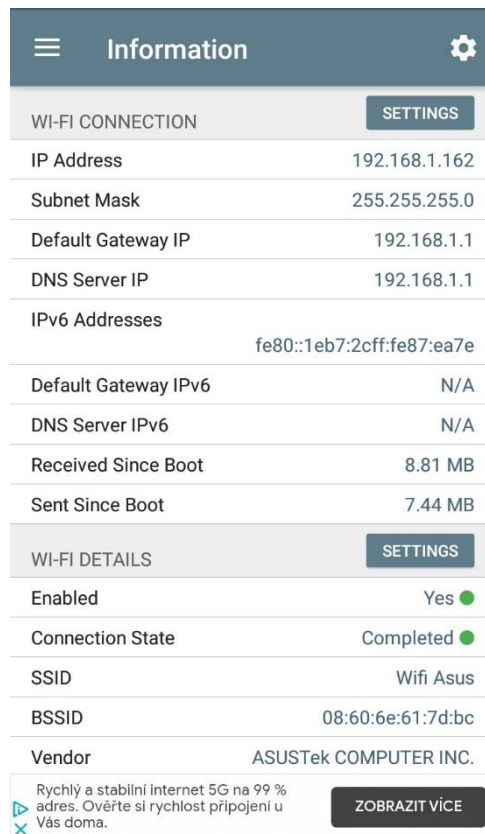 Information
WI-FI CONNECTION SETTINGS
IP Address 192.168.1.162
Subnet Mask 255.255.255.0
Default Gateway IP 192.168.1.1
DNS Server IP 192.168.1.1
IPv6 Addresses
fe80::1eb7:2cff:fe87:ea7e
Default Gateway IPv6 N/A
DNS Server IPv6 N/A
Received Since Boot 8.81 MB
Sent Since Boot 7.44 MB
WI-FI DETAILS SETTINGS
Enabled Yes
Connection State Completed
SSID Wifi Asus
BSSID 08:60:6e:61:7d:bc
Vendor ASUSTek COMPUTER INC.
Rychlý a stabilní internet 5G na 99 %
adres. Ověřte si rychlost připojení u
Vás doma.
ZOBRAZIT VÍCE